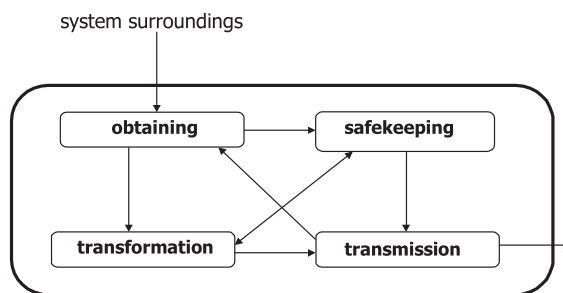 system surroundings
obtaining
safekeeping
transformation
transmission